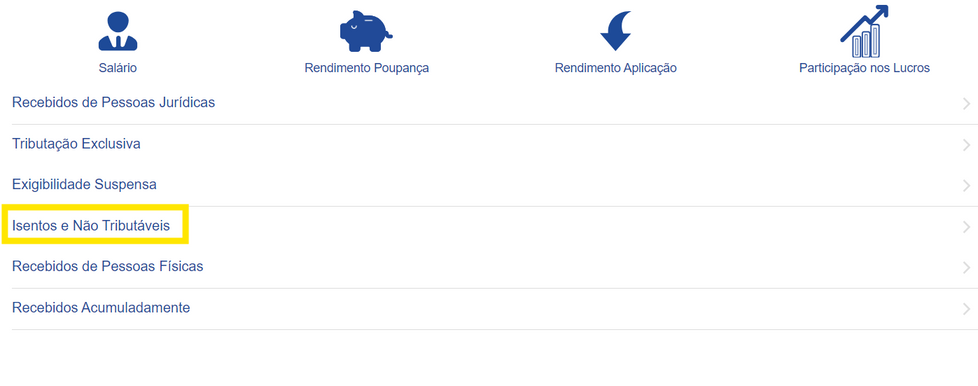 Salário
Rendimento Poupança
Rendimento Aplicação
Participação nos Lucros
Recebidos de Pessoas Jurídicas
Tributação Exclusiva
Exigibilidade Suspensa
Isentos e Não Tributáveis
Recebidos de Pessoas Físicas
Recebidos Acumuladamente